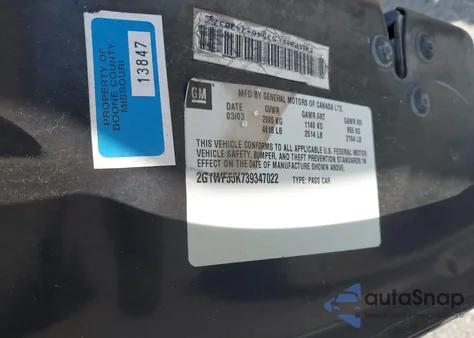 PROPERTY OF
BOONE COUNTY
MISSOURI
13847
GM
MFD BY GENERAL MOTORS OF CANADA LTD.
DATE GVWR GAWR FRT GAWR RR
03/03 2095 KG 1140 KG 955 KG
4618 LB 2514 LB 2104 LB
THIS VEHICLE CONFORMS TO ALL APPLICABLE U.S. FEDERAL MOTOR
VEHICLE SAFETY, BUMPER, AND THEFT PREVENTION STANDARDS IN
EFFECT ON THE DATE OF MANUFACTURE SHOWN ABOVE.
2G1WF55K739347022
TYPE: PASS CAR
autoSnap